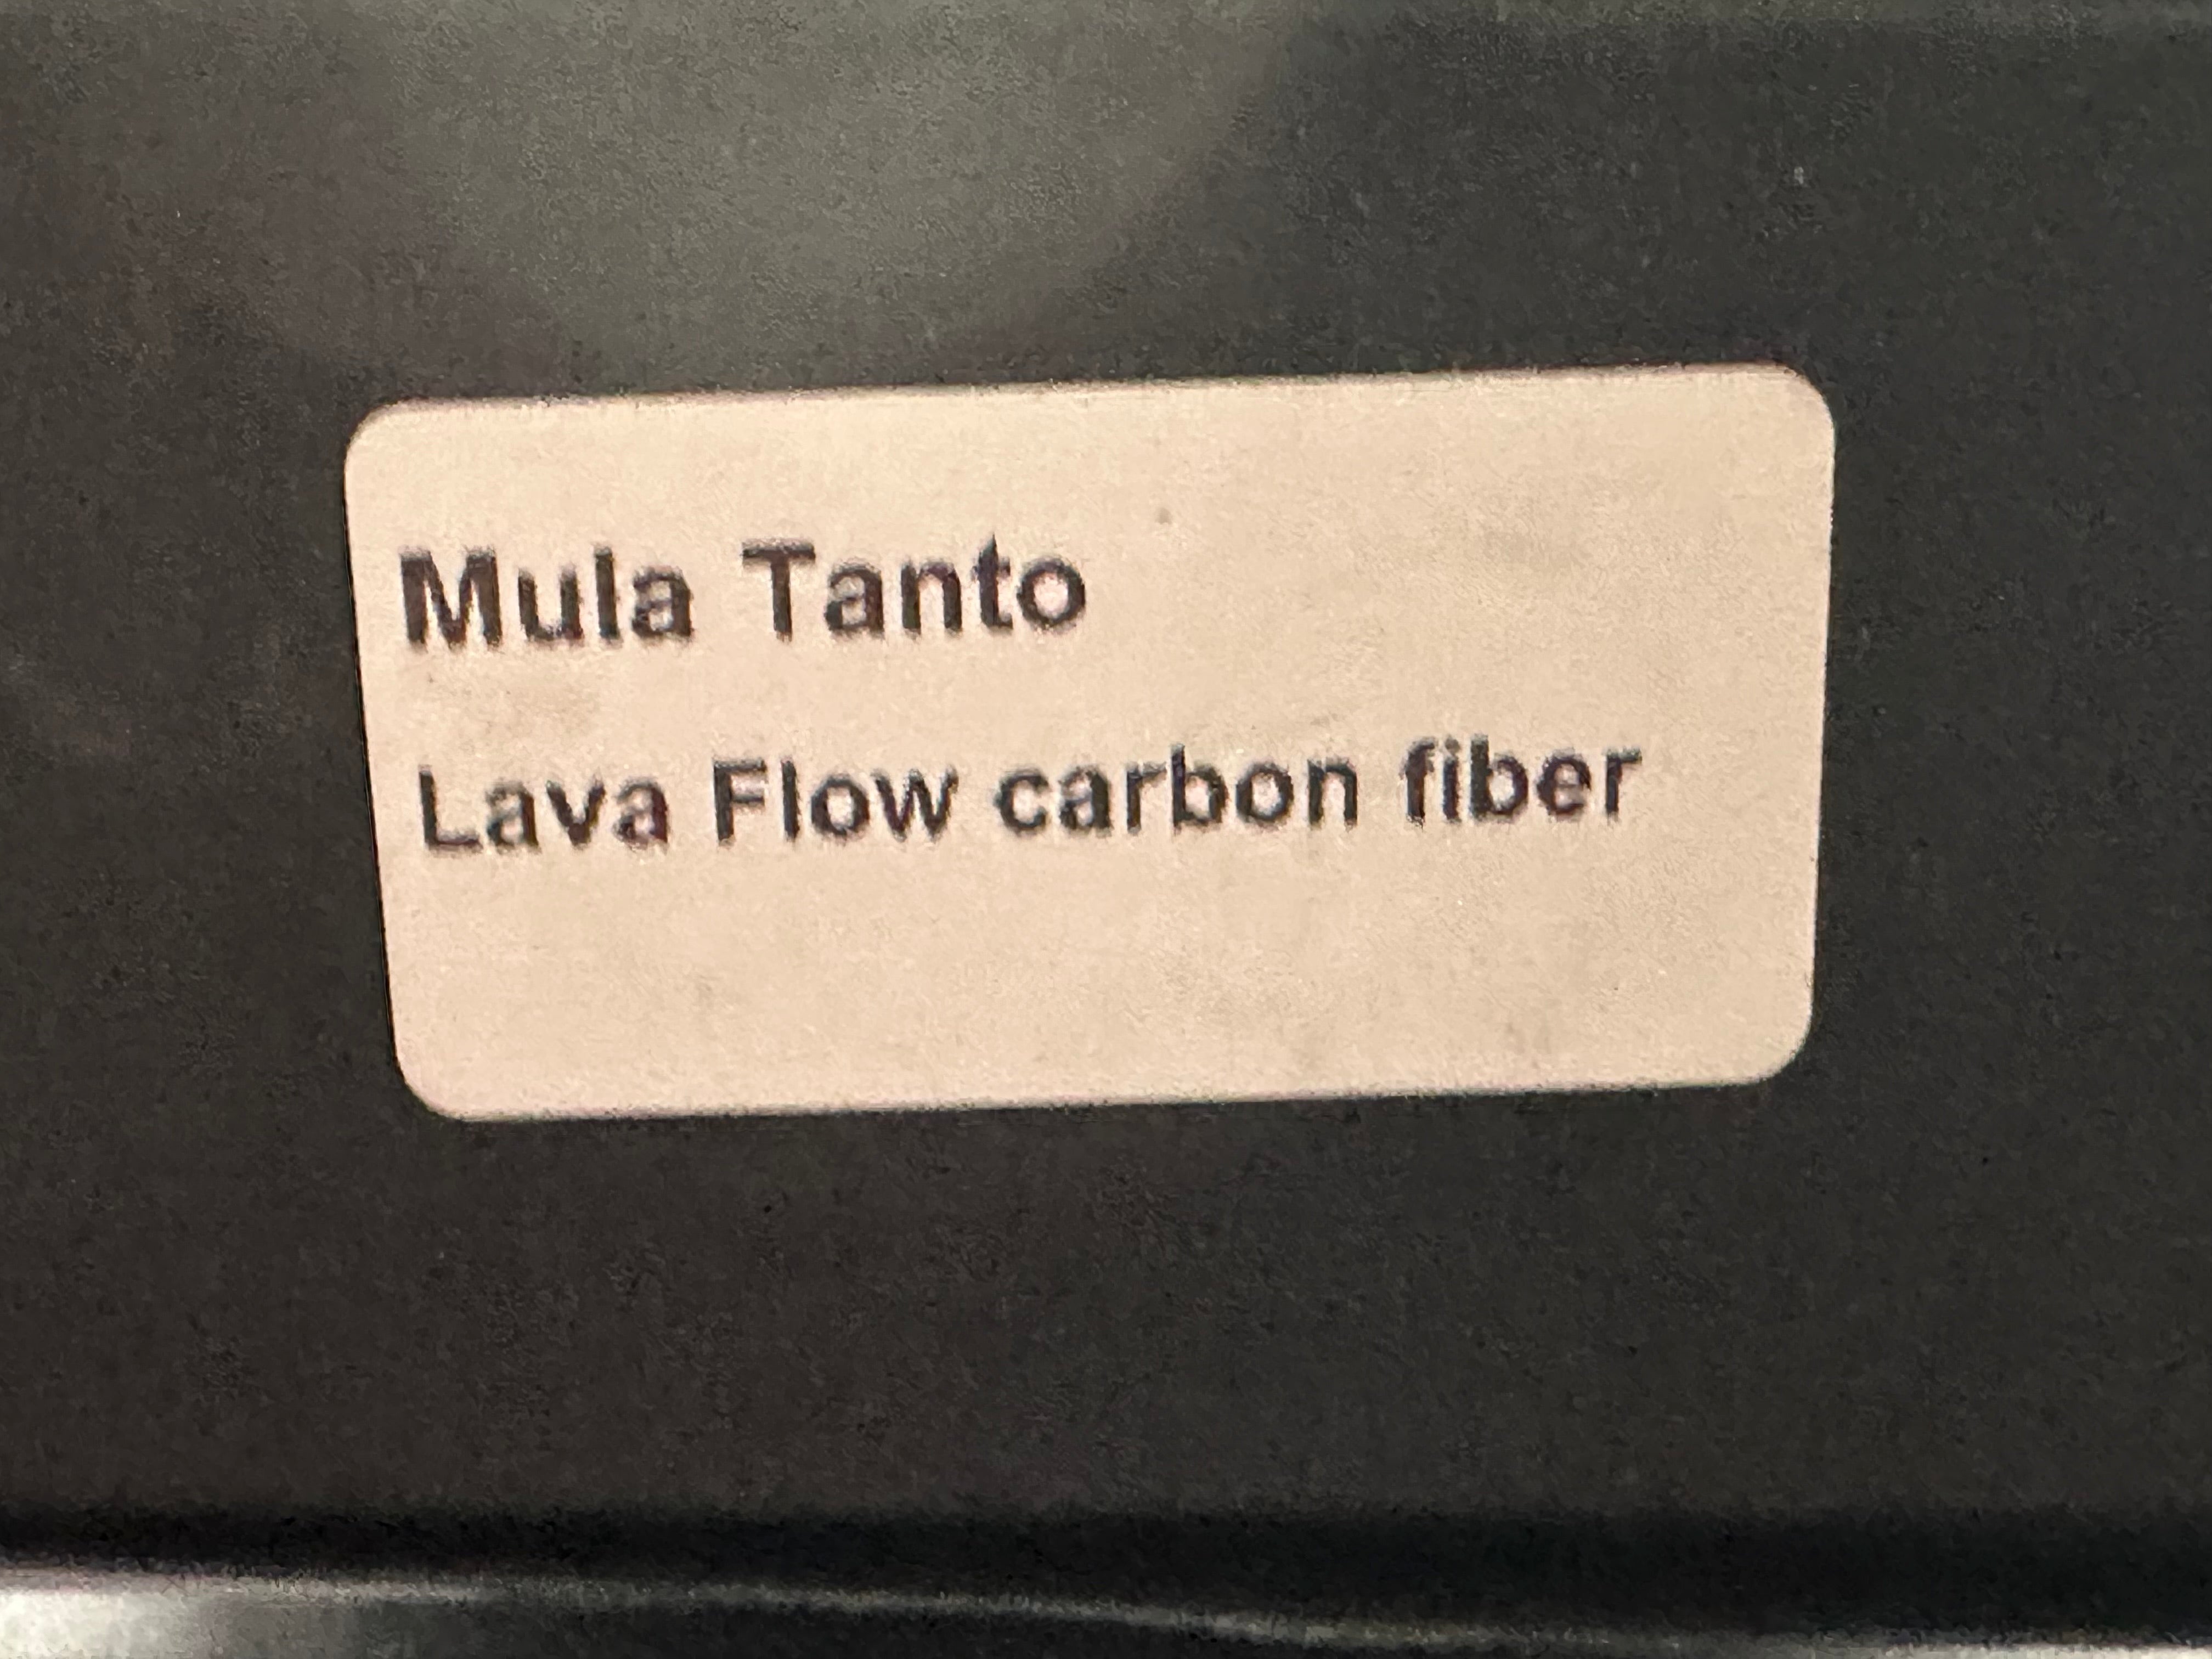 Mula Tanto
Lava Flow carbon fiber